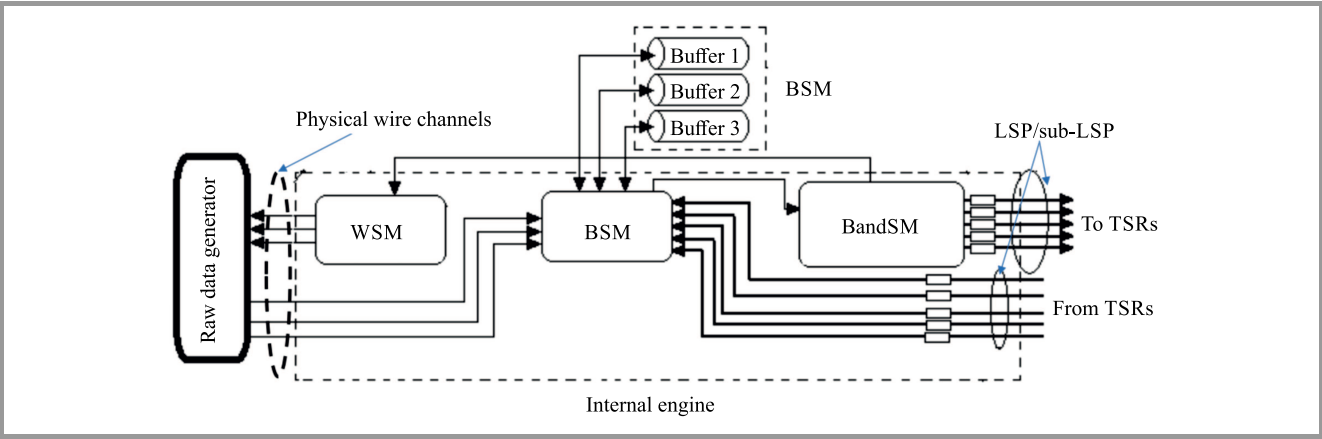 Buffer 1
Buffer 2
BSM
Buffer 3
Physical wire channels
LSP/sub-LSP
Raw data generator
WSM
BSM
BandSM
To TSRs
From TSRs
Internal engine